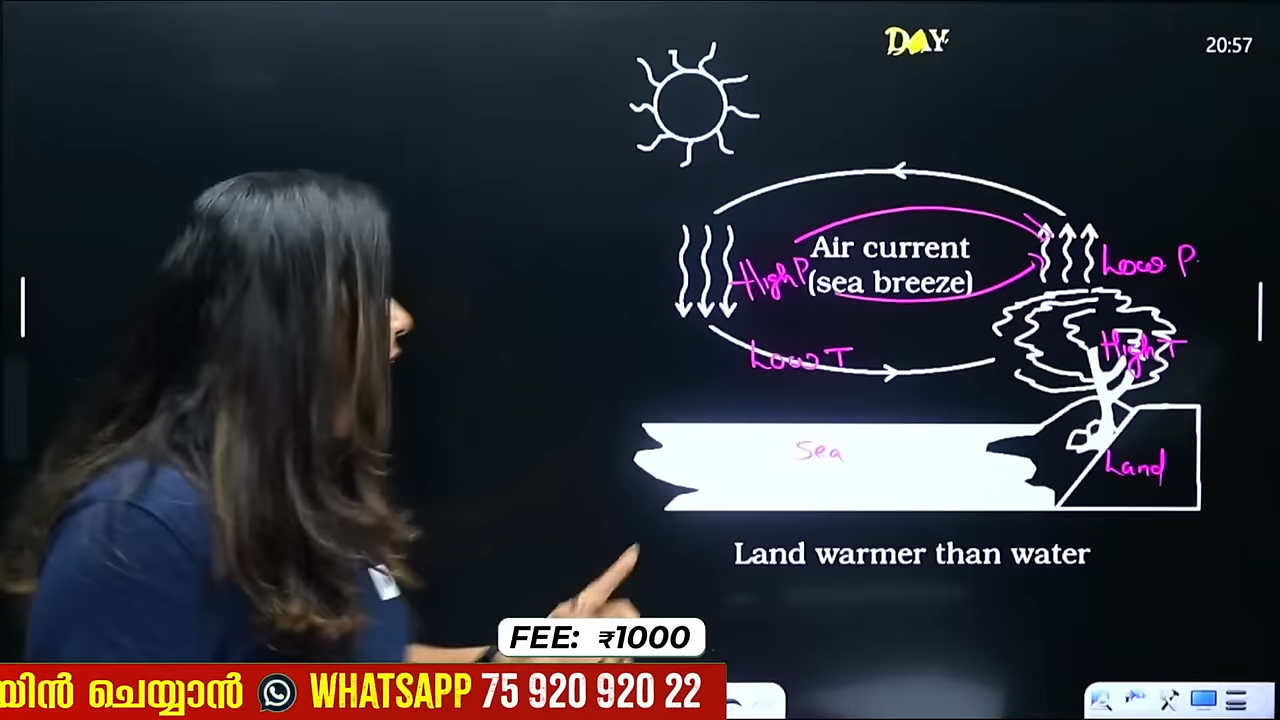 DAY
20:57
Air current
(sea breeze)
High P
Low P.
Low T
High T
Sea
Land
Land warmer than water
FEE: ₹1000
യിൻ ചെയ്യാൻ WHATSAPP 75 920 920 22